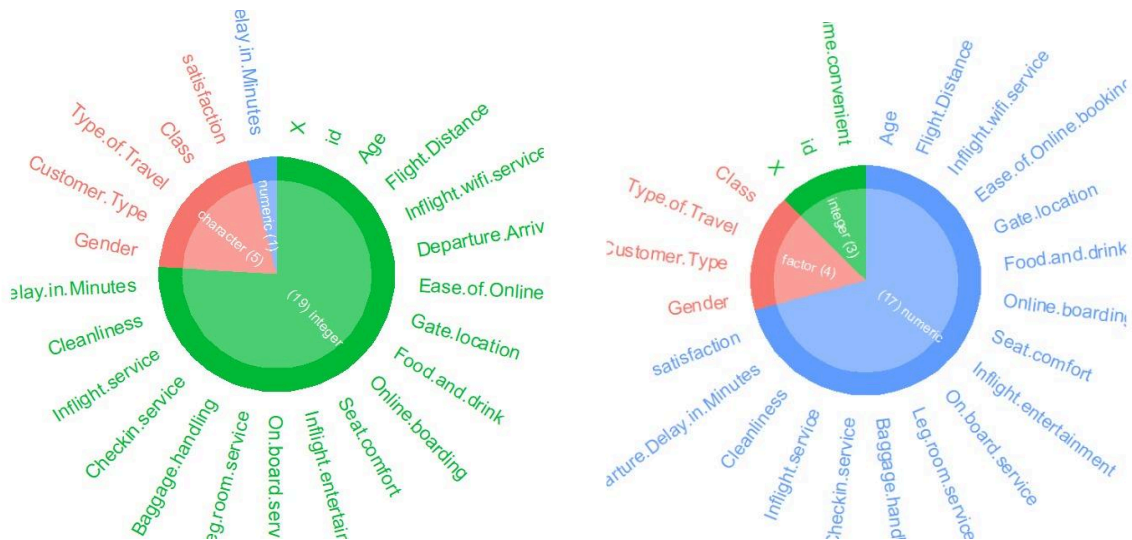 elay.in.Minutes
satisfaction
Class
Type.of.Travel
Customer.Type
Gender
X
id
Age
Flight.Distance
Inflight.wifi.service
Departure.Arriv
Ease.of.Online
Gate.location
Food.and.drink
Online.boarding
Seat.comfort
Inflight.entertain
On.board.serv
eg.room.service
Baggage.handling
Checkin.service
Inflight.service
Cleanliness
elay.in.Minutes
numeric (1)
character (5)
(19) integer
me.convenient
id
X
Class
Type.of.Travel
Customer.Type
Gender
Age
Flight.Distance
Inflight.wifi.service
Ease.of.Online.booking
Gate.location
Food.and.drink
Online.boarding
Seat.comfort
Inflight.entertainment
On.board.service
Leg.room.service
Baggage.handl
Checkin.service
Inflight.service
Cleanliness
arture.Delay.in.Minutes
satisfaction
integer (3)
factor (4)
(17) numeric